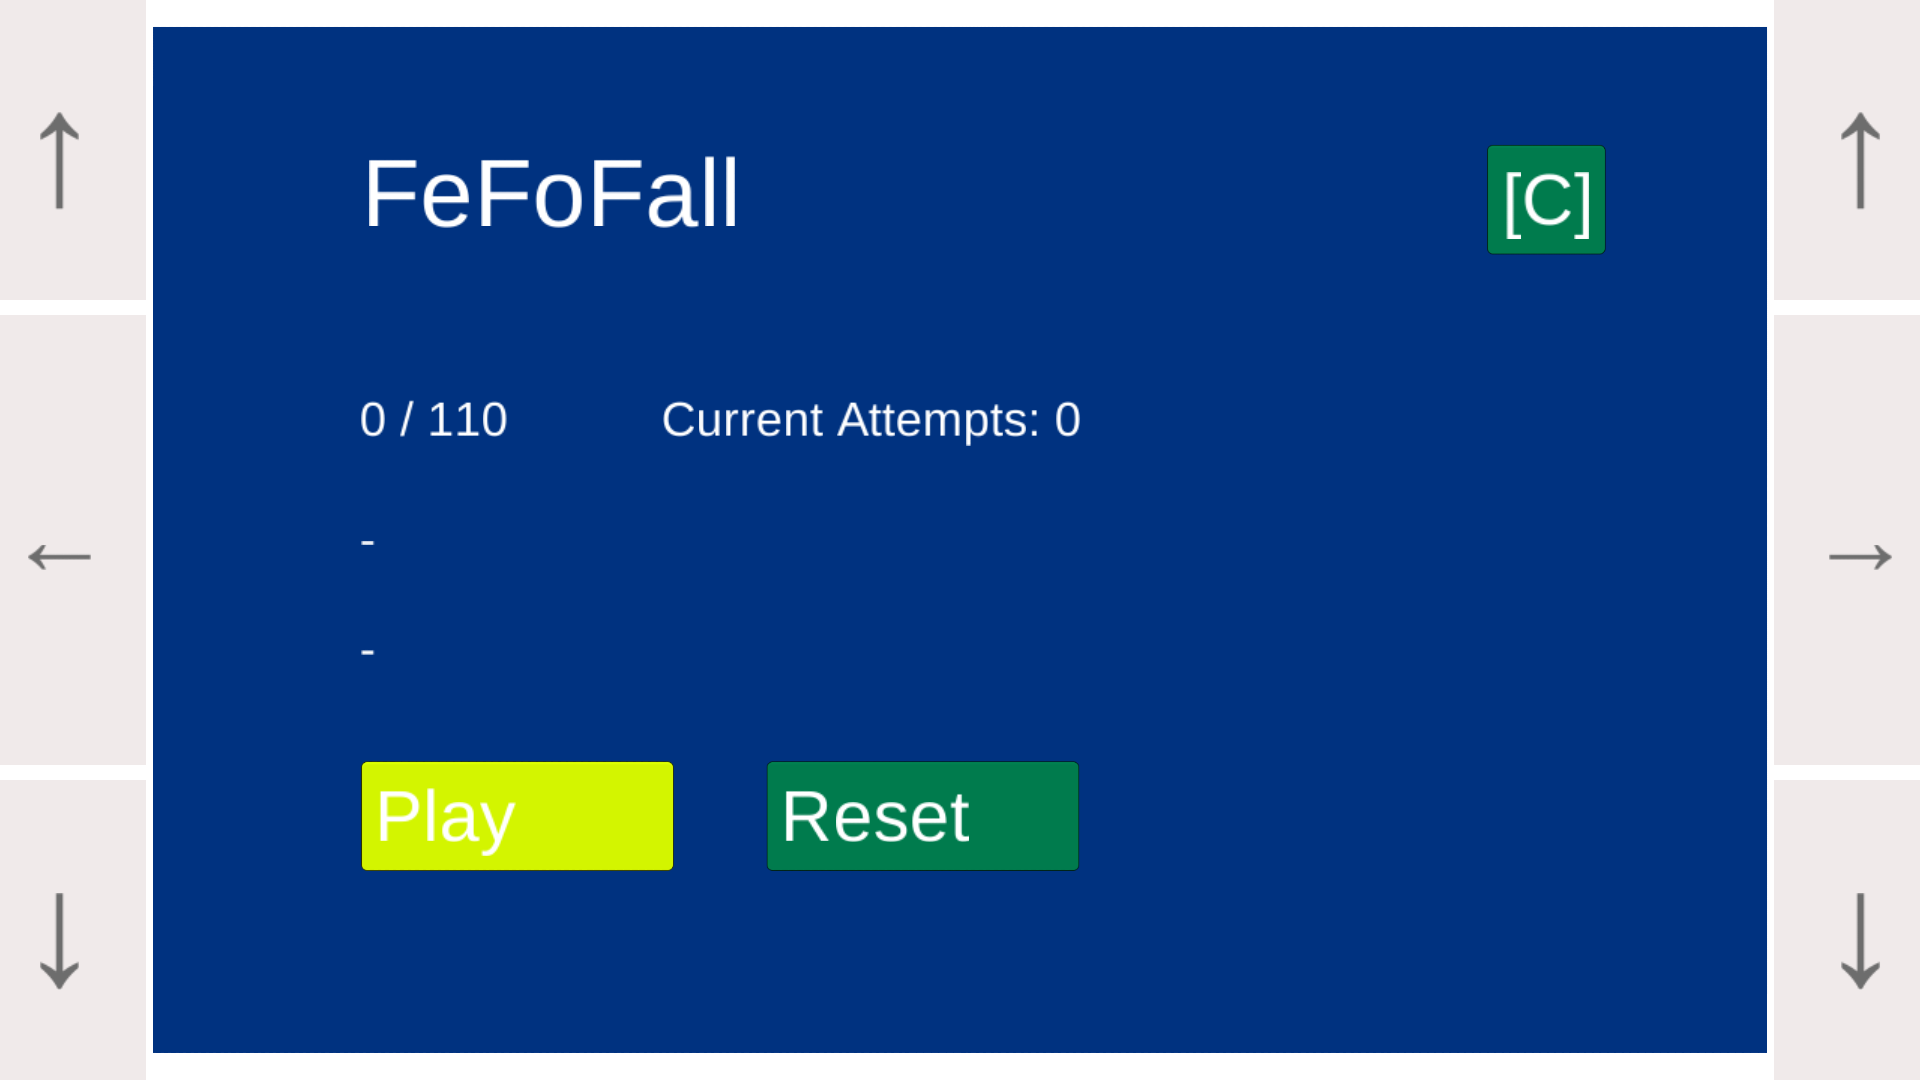 ↑
↑
FeFoFall
[C]
0 / 110
Current Attempts: 0
←
→
-
-
Play
Reset
↓
↓